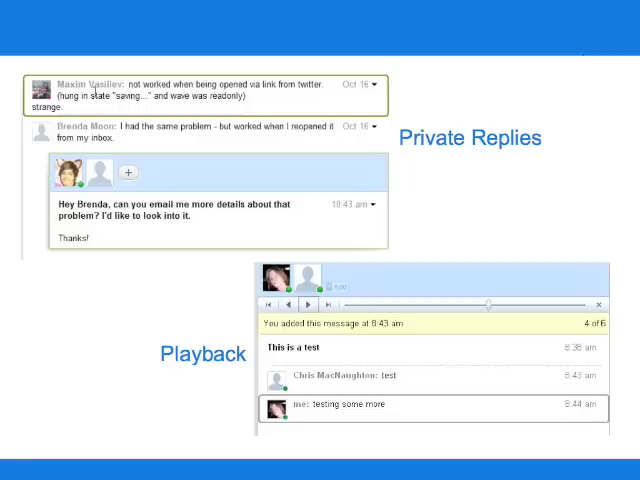 Maxim Vasiliev: not worked when being opened via link from twitter. Oct 16
(hung in state "saving..." and wave was readonly)
strange.
Brenda Moon: I had the same problem - but worked when I reopened it Oct 16
from my inbox.
Private Replies
+
Hey Brenda, can you email me more details about that 10:43 am
problem? I'd like to look into it.
Thanks!
Add
You added this message at 8:43 am 4 of 6
This is a test 8:38 am
Playback
Chris MacNaughton: test 8:43 am
me: testing some more 8:44 am